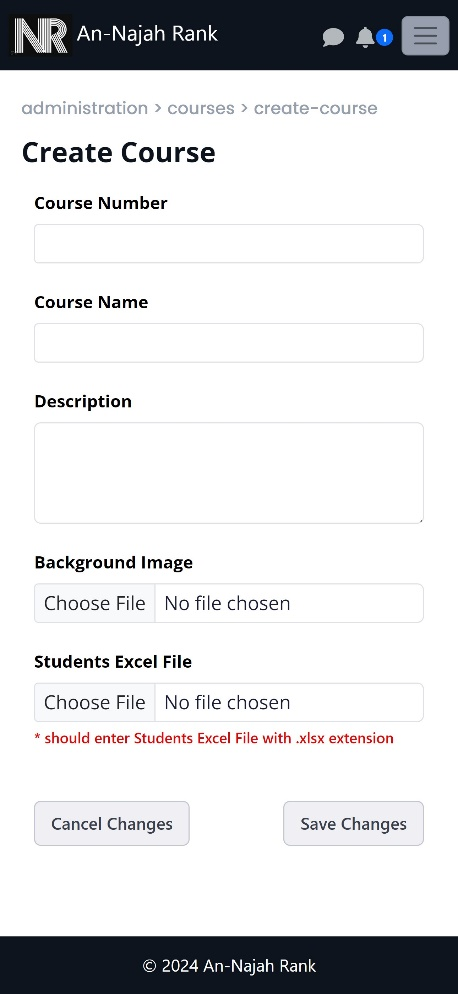 NR An-Najah Rank 1
administration > courses > create-course
Create Course
Course Number
Course Name
Description
Background Image
Choose File No file chosen
Students Excel File
Choose File No file chosen
* should enter Students Excel File with .xlsx extension
Cancel Changes Save Changes
© 2024 An-Najah Rank